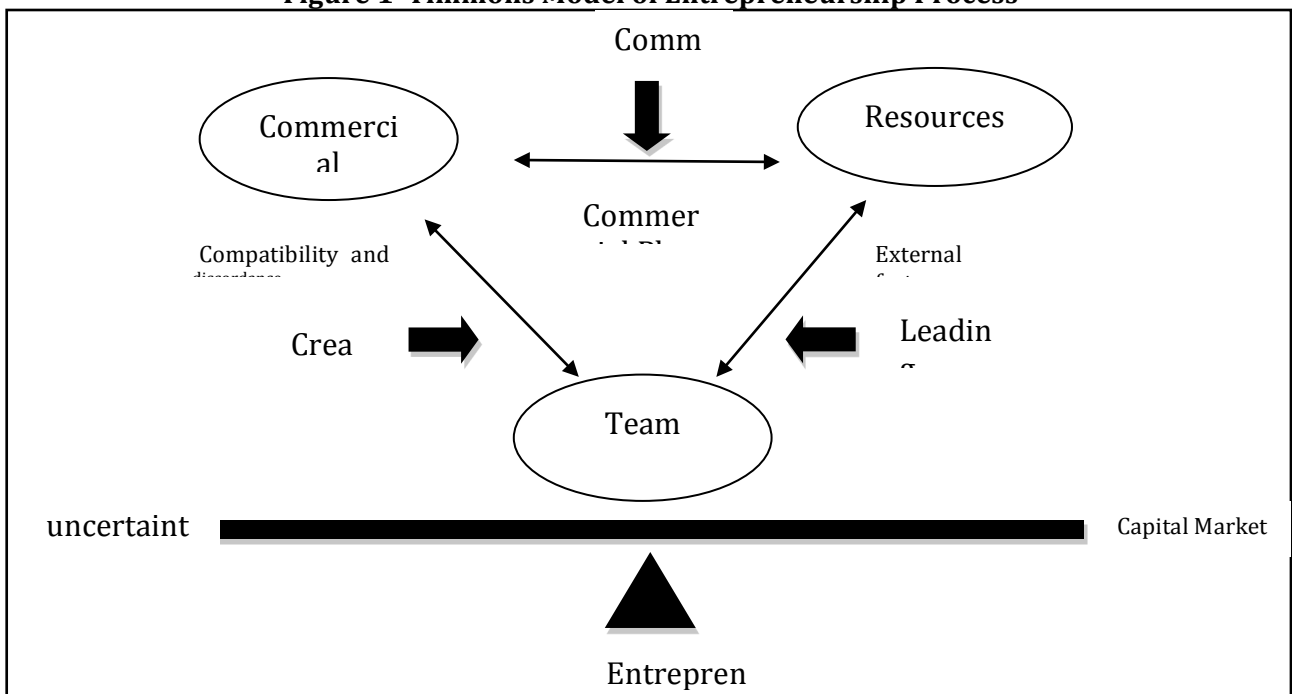 Figure 1- Timmons Model of Entrepreneurship Process
Comm
Commerci
al
Resources
Commer
Compatibility and
External
Crea
Leadin
g
Team
uncertaint
Capital Market
Entrepren